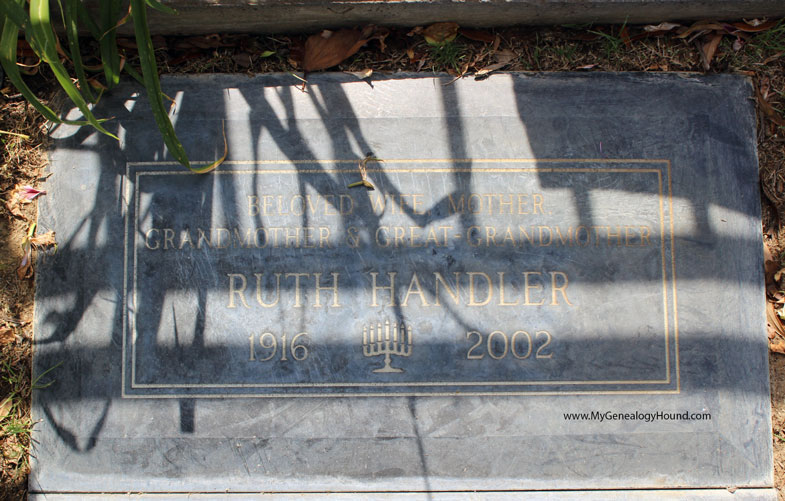 BELOVED WIFE, MOTHER,
GRANDMOTHER & GREAT-GRANDMOTHER
RUTH HANDLER
1916 2002
www.MyGenealogyHound.com